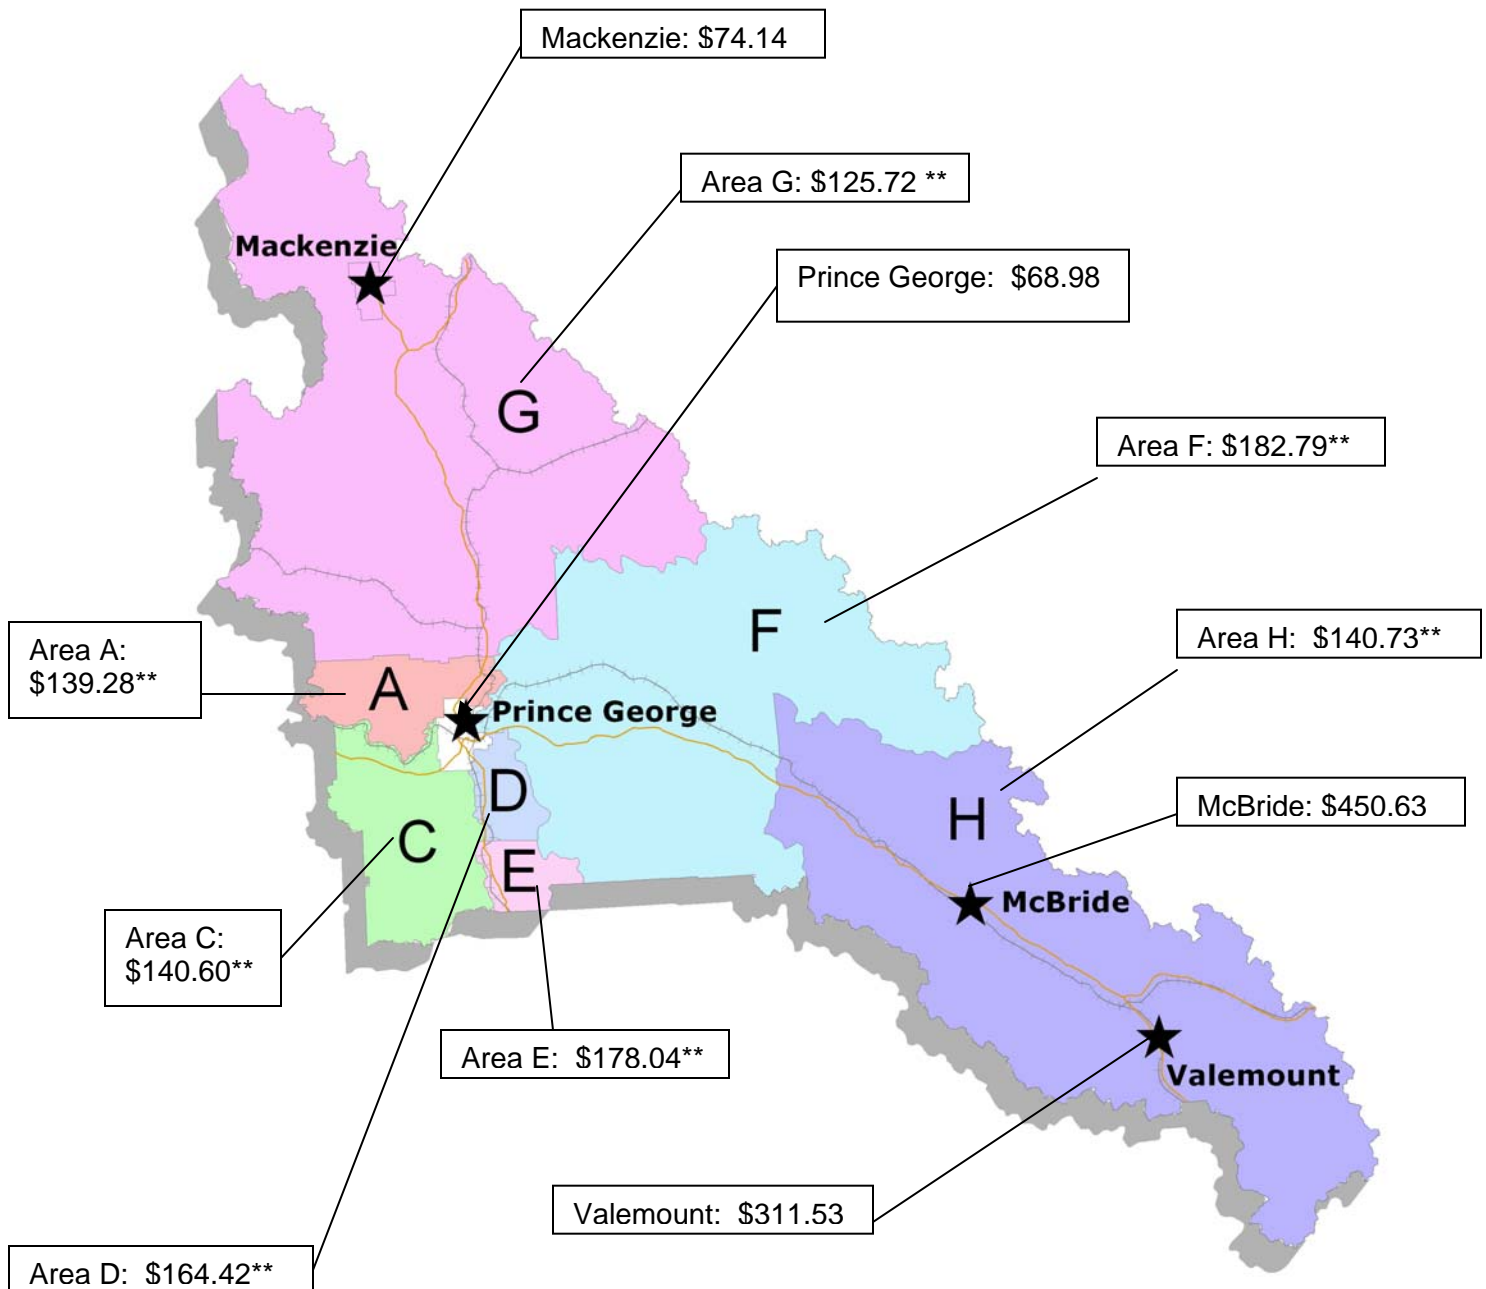 Mackenzie: $74.14
Area G: $125.72 **
Mackenzie
Prince George:  $68.98
G
Area F: $182.79**
F
Area H:  $140.73**
Area A:
$139.28**
A
Prince George
D
H
McBride: $450.63
C
E
McBride
Area C:
$140.60**
Area E:  $178.04**
Valemount
Valemount:  $311.53
Area D:  $164.42**